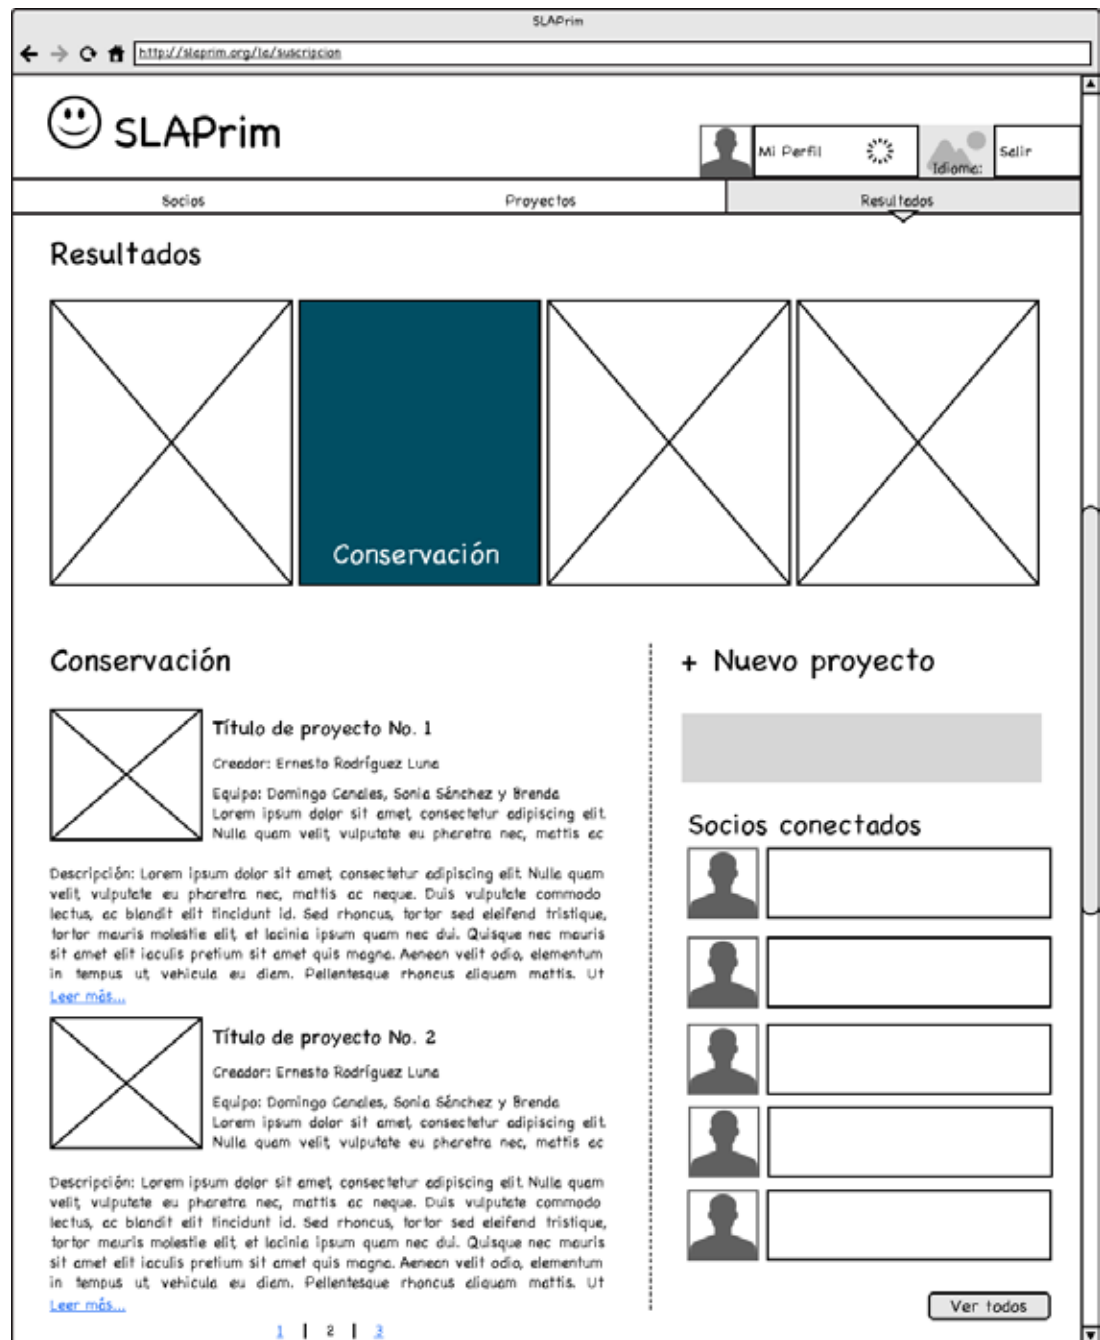 SLAPrim
http://slaprim.org/la/suscripcion
SLAPrim
Mi Perfil
Idioma:
Salir
Socios
Proyectos
Resultados
Resultados
Conservación
Conservación
Título de proyecto No. 1
Creador: Ernesto Rodríguez Luna
Equipo: Domingo Canales, Sonia Sánchez y Brenda
Lorem ipsum dolor sit amet, consectetur adipiscing elit.
Nulla quam velit, vulputate eu pharetra nec, mattis ac
Descripción: Lorem ipsum dolor sit amet, consectetur adipiscing elit. Nulla quam
velit, vulputate eu pharetra nec, mattis ac neque. Duis vulputate commodo
lectus, ac blandit elit tincidunt id. Sed rhoncus, tortor sed eleifend tristique,
tortor mauris molestie elit, et lacinia ipsum quam nec dui. Quisque nec mauris
sit amet elit iaculis pretium sit amet quis magna. Aenean velit odio, elementum
in tempus ut, vehicula eu diam. Pellentesque rhoncus aliquam mattis. Ut
Leer más...
Título de proyecto No. 2
Creador: Ernesto Rodríguez Luna
Equipo: Domingo Canales, Sonia Sánchez y Brenda
Lorem ipsum dolor sit amet, consectetur adipiscing elit.
Nulla quam velit, vulputate eu pharetra nec, mattis ac
Descripción: Lorem ipsum dolor sit amet, consectetur adipiscing elit. Nulla quam
velit, vulputate eu pharetra nec, mattis ac neque. Duis vulputate commodo
lectus, ac blandit elit tincidunt id. Sed rhoncus, tortor sed eleifend tristique,
tortor mauris molestie elit, et lacinia ipsum quam nec dui. Quisque nec mauris
sit amet elit iaculis pretium sit amet quis magna. Aenean velit odio, elementum
in tempus ut, vehicula eu diam. Pellentesque rhoncus aliquam mattis. Ut
Leer más...
1 | 2 | 3
+ Nuevo proyecto
Socios conectados
Ver todos